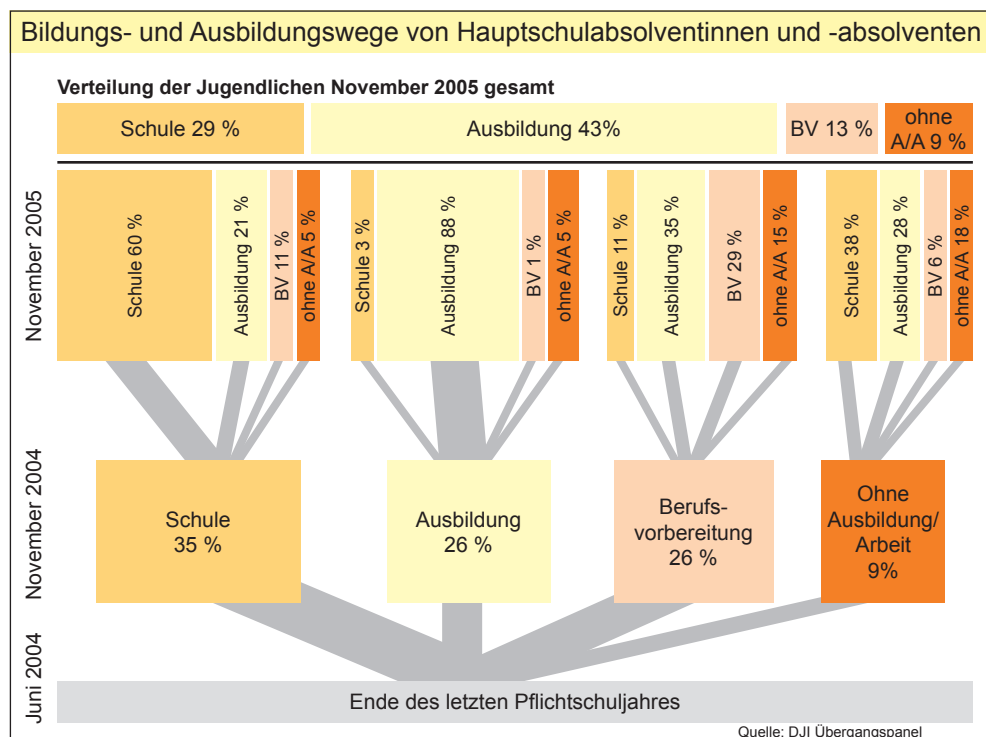 Bildungs- und Ausbildungswege von Hauptschulabsolventinnen und -absolventen
Verteilung der Jugendlichen November 2005 gesamt
Schule 29 %
Ausbildung 43%
BV 13 %
ohne
A/A 9 %
November 2005
Schule 60 %
Ausbildung 21 %
BV 11 %
ohne A/A 5 %
Schule 3 %
Ausbildung 88 %
BV 1 %
ohne A/A 5 %
Schule 11 %
Ausbildung 35 %
BV 29 %
ohne A/A 15 %
Schule 38 %
Ausbildung 28 %
BV 6 %
ohne A/A 18 %
November 2004
Schule
35 %
Ausbildung
26 %
Berufs-
vorbereitung
26 %
Ohne
Ausbildung/
Arbeit
9%
Juni 2004
Ende des letzten Pflichtschuljahres
Quelle: DJI Übergangspanel